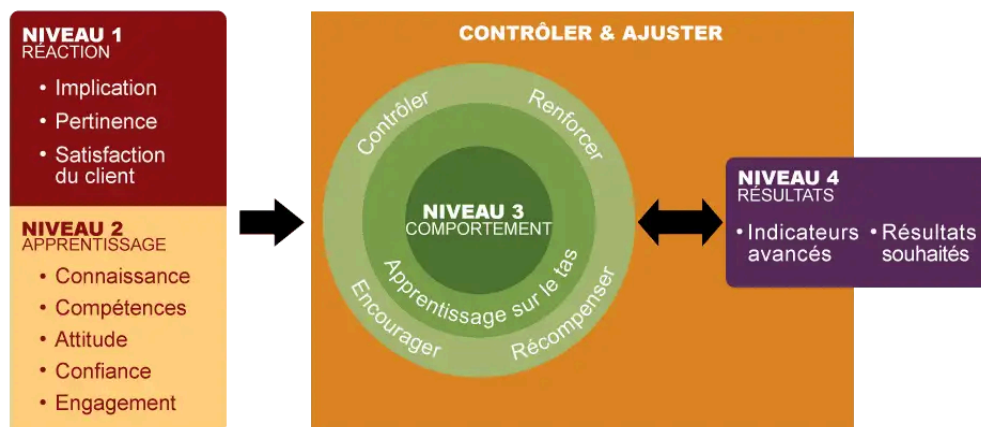 NIVEAU 1
RÉACTION
• Implication
• Pertinence
• Satisfaction
du client
NIVEAU 2
APPRENTISSAGE
• Connaissance
• Compétences
• Attitude
• Confiance
• Engagement
CONTRÔLER & AJUSTER
Contrôler
Renforcer
NIVEAU 3
COMPORTEMENT
Apprentissage sur le tas
Encourager
Récompenser
NIVEAU 4
RÉSULTATS
• Indicateurs
avancés
• Résultats
souhaités